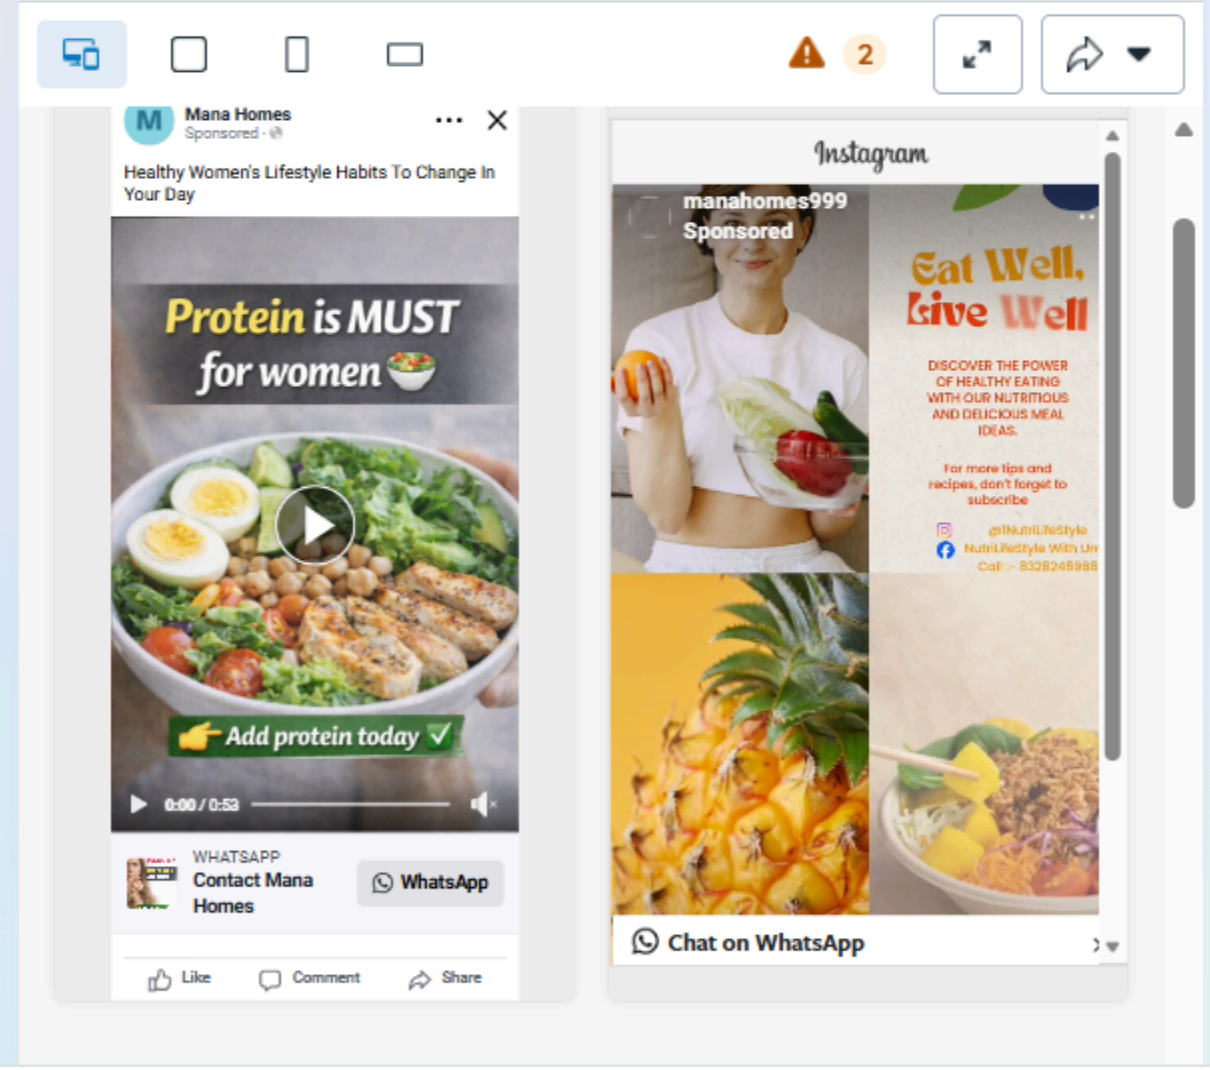 2
M
Mana Homes
Sponsored ·
Healthy Women's Lifestyle Habits To Change In
Your Day
Protein is MUST
for women
Add protein today
0:00 / 0:53
WHATSAPP
Contact Mana
Homes
WhatsApp
Like
Comment
Share
Instagram
manahomes999
Sponsored
Eat Well,
Live Well
DISCOVER THE POWER
OF HEALTHY EATING
WITH OUR NUTRITIOUS
AND DELICIOUS MEAL
IDEAS.
For more tips and
recipes, don't forget to
subscribe
@1NutriLifeStyle
NutriLifeStyle With Um
Call :- 8328248968
Chat on WhatsApp